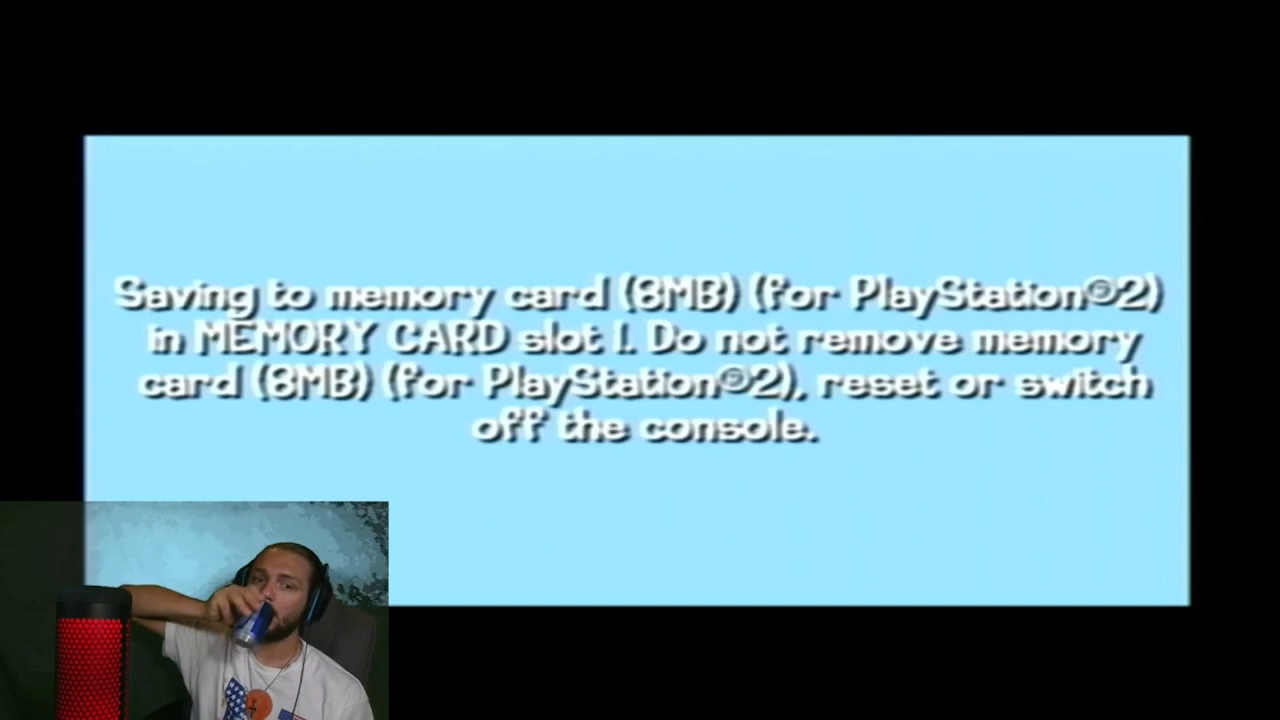 Saving to memory card (8MB) (for PlayStation®2)
in MEMORY CARD slot 1. Do not remove memory
card (8MB) (for PlayStation®2), reset or switch
off the console.